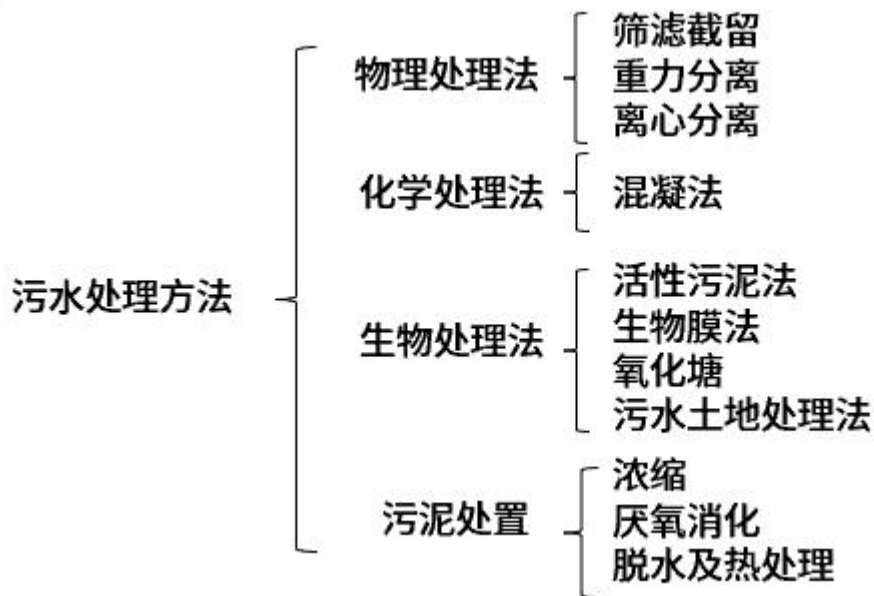 污水处理方法
物理处理法
筛滤截留
重力分离
离心分离
化学处理法
混凝法
生物处理法
活性污泥法
生物膜法
氧化塘
污水土地处理法
污泥处置
浓缩
厌氧消化
脱水及热处理